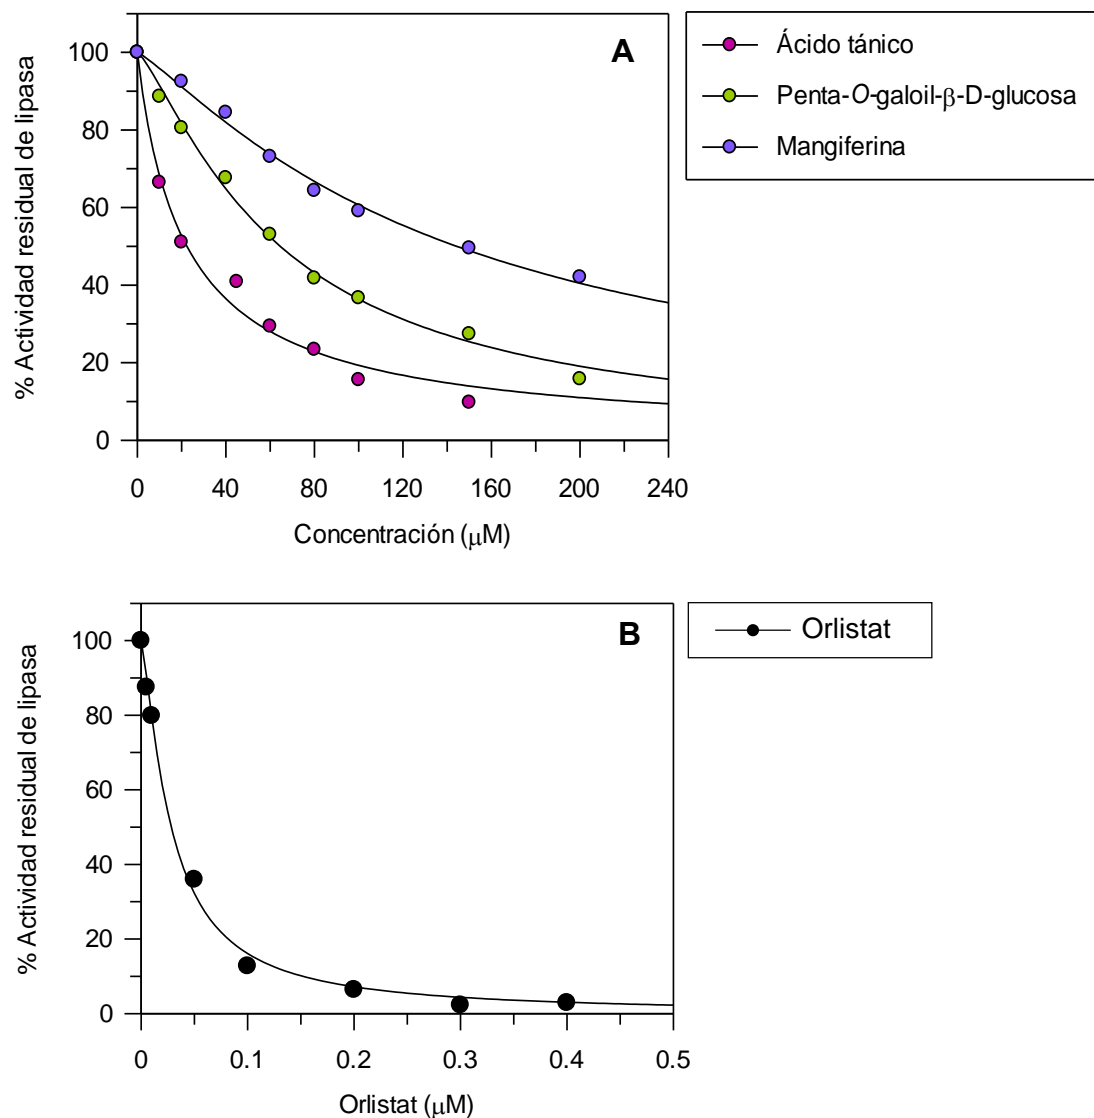 A
Ácido tánico
Penta-O-galoil-β-D-glucosa
Mangiferina
% Actividad residual de lipasa
100
80
60
40
20
0
0 40 80 120 160 200 240
Concentración (μM)
B
Orlistat
% Actividad residual de lipasa
100
80
60
40
20
0
0 0.1 0.2 0.3 0.4 0.5
Orlistat (μM)